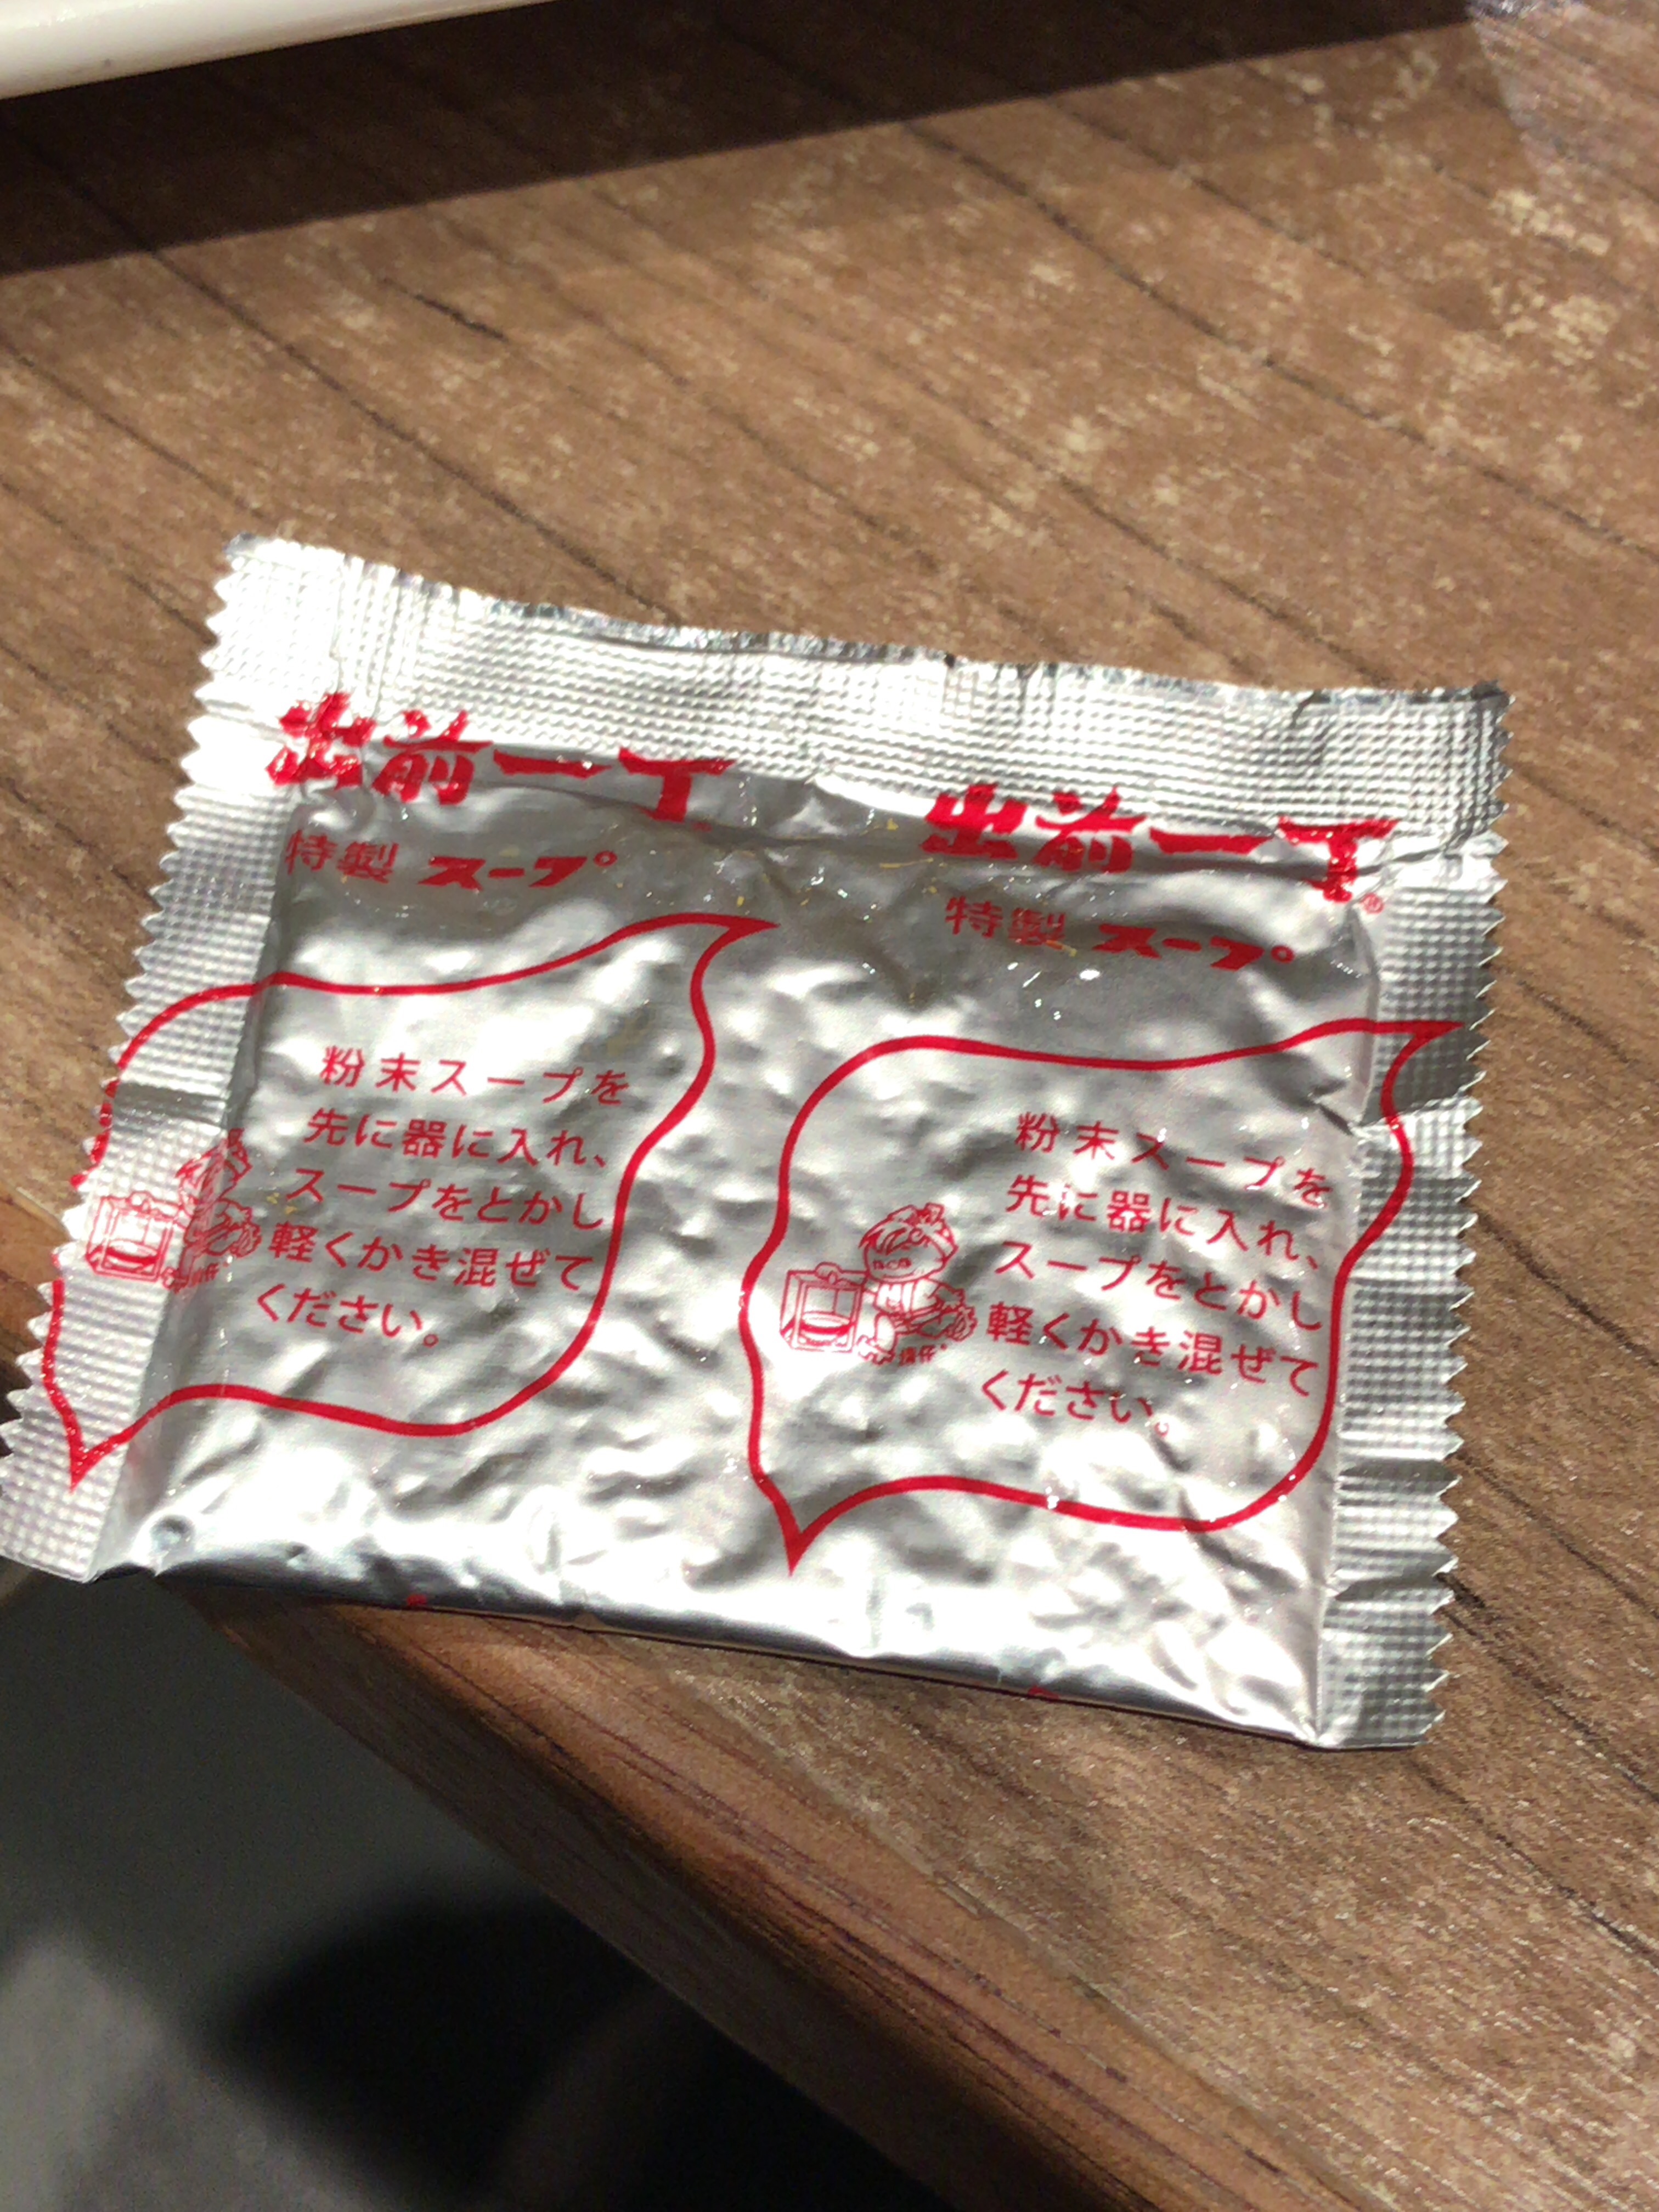 出前一丁
特製 スープ
粉末スープを
先に器に入れ、
スープをとかし
軽くかき混ぜて
ください。
出前一丁®
特製 スープ
粉末スープを
先に器に入れ、
スープをとかし
軽くかき混ぜて
ください。